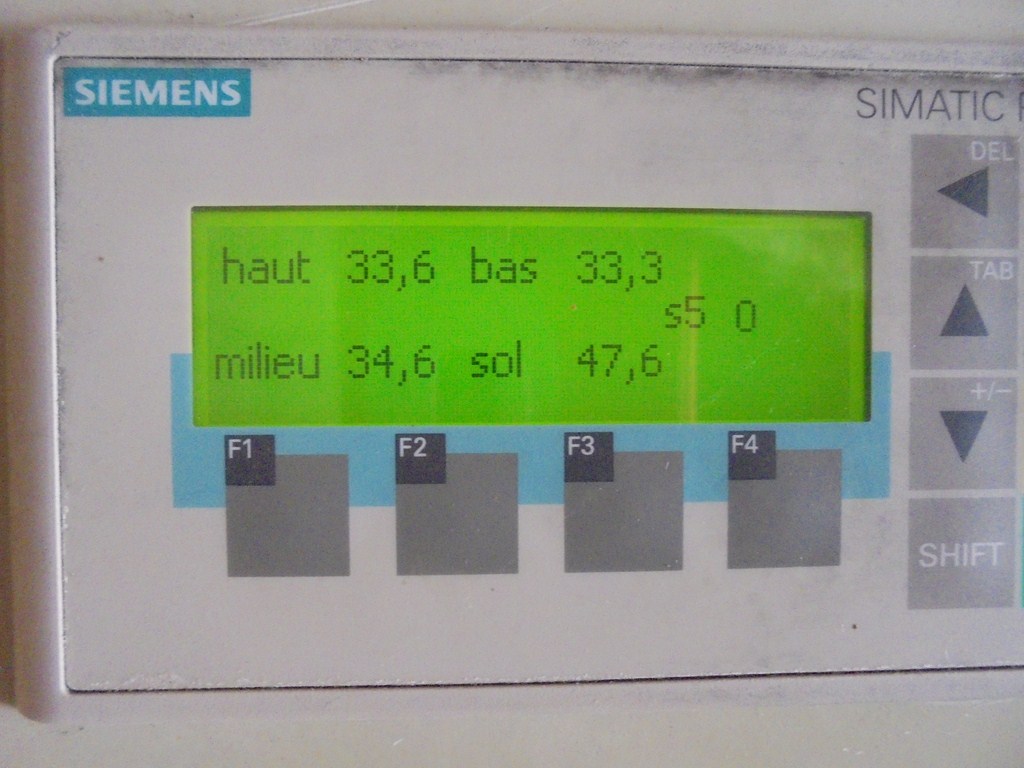 SIEMENS
SIMATIC
DEL
haut 33,6 bas 33,3
TAB
s5 0
milieu 34,6 sol 47,6
+/-
F1 F2 F3 F4
SHIFT